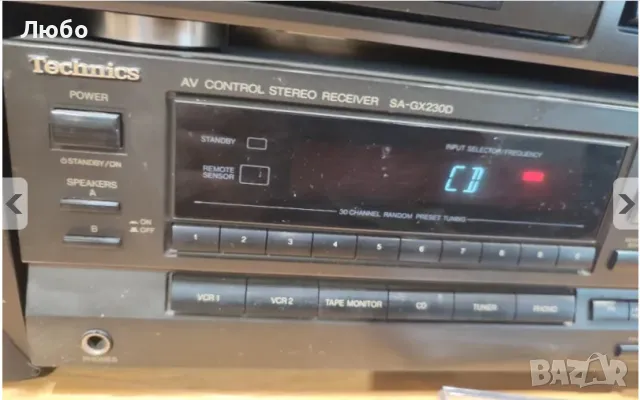 Любо
Technics
AV CONTROL STEREO RECEIVER SA-GX230D
POWER
STANDBY/ON
SPEAKERS
A
B
ON
OFF
STANDBY
REMOTE
SENSOR
INPUT SELECTOR/FREQUENCY
CD
30 CHANNEL RANDOM PRESET TUNING
1 2 3 4 5 6 7 8 9 0
VCR 1 VCR 2 TAPE MONITOR CD TUNER PHONO
PHONES
BAZAR